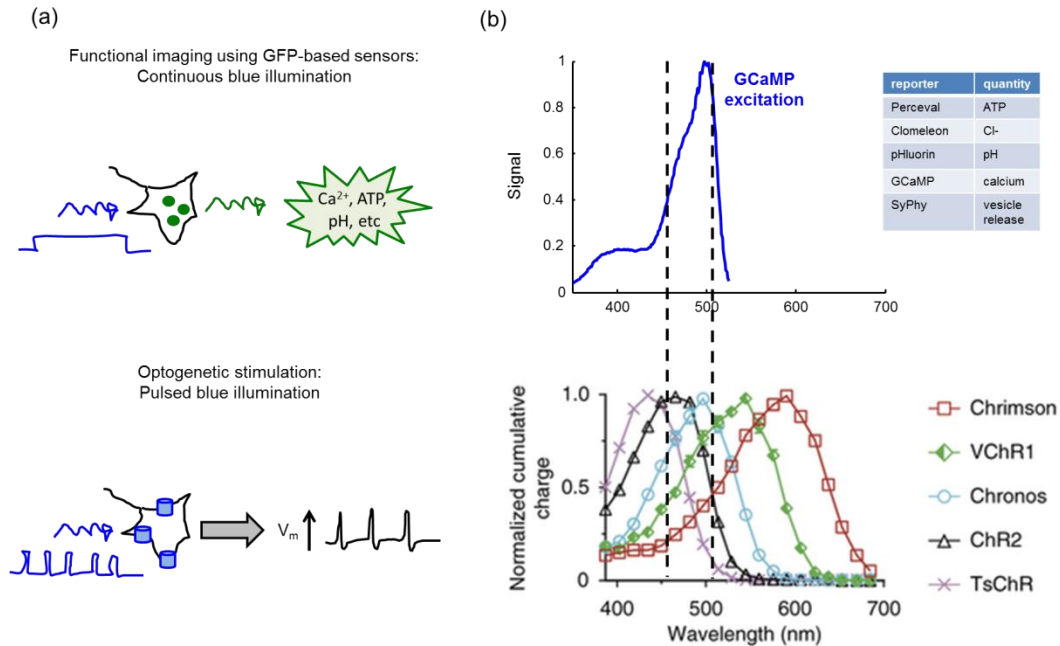 (a)
Functional imaging using GFP-based sensors:
Continuous blue illumination
Ca2+, ATP,
pH, etc
Optogenetic stimulation:
Pulsed blue illumination
Vm
(b)
GCaMP
excitation
Signal
1
0.8
0.6
0.4
0.2
0
400
500
600
700
reporter quantity
Perceval ATP
Clomeleon Cl-
pHluorin pH
GCaMP calcium
SyPhy vesicle
release
Normalized cumulative
charge
1.0
0.5
0
400
500
600
700
Wavelength (nm)
Chrimson
VChR1
Chronos
ChR2
TsChR